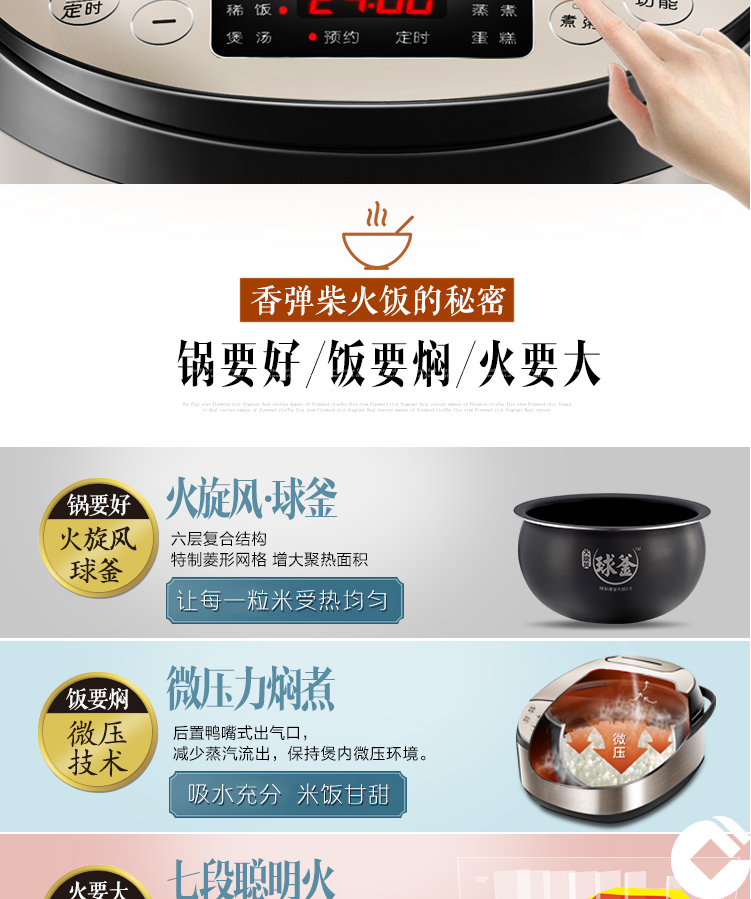 定时
稀饭
24:00
蒸煮
功能
煲汤
预约
定时
蛋糕
煮粥
香弹柴火饭的秘密
锅要好/饭要焖/火要大
锅要好
火旋风
球釜
火旋风·球釜
六层复合结构
特制菱形网格 增大聚热面积
让每一粒米受热均匀
球釜
饭要焖
微压
技术
微压力焖煮
后置鸭嘴式出气口，
减少蒸汽流出，保持煲内微压环境。
吸水充分 米饭甘甜
微压
火要大
七段聪明火